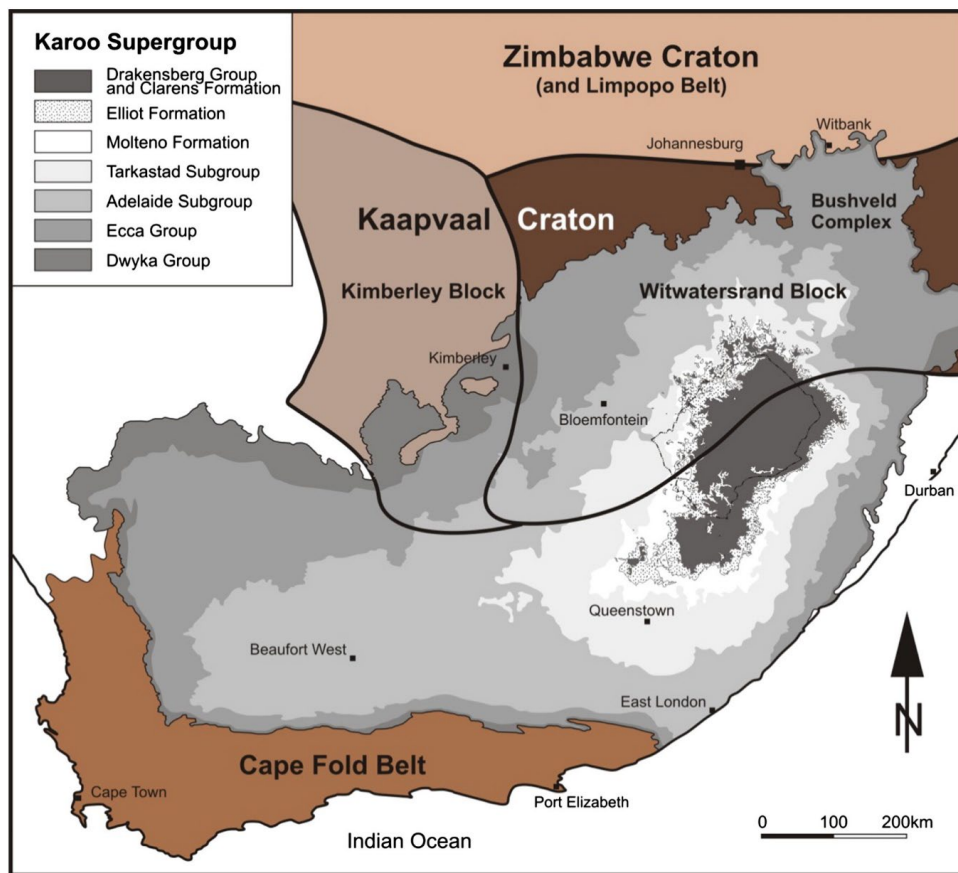 Karoo Supergroup
Drakensberg Group
and Clarens Formation
Elliot Formation
Molteno Formation
Tarkastad Subgroup
Adelaide Subgroup
Ecca Group
Dwyka Group
Zimbabwe Craton
(and Limpopo Belt)
Johannesburg
Witbank
Kaapvaal Craton
Bushveld
Complex
Kimberley Block
Witwatersrand Block
Kimberley
Bloemfontein
Durban
Queenstown
Beaufort West
East London
N
Cape Fold Belt
Cape Town
Port Elizabeth
Indian Ocean
0 100 200km